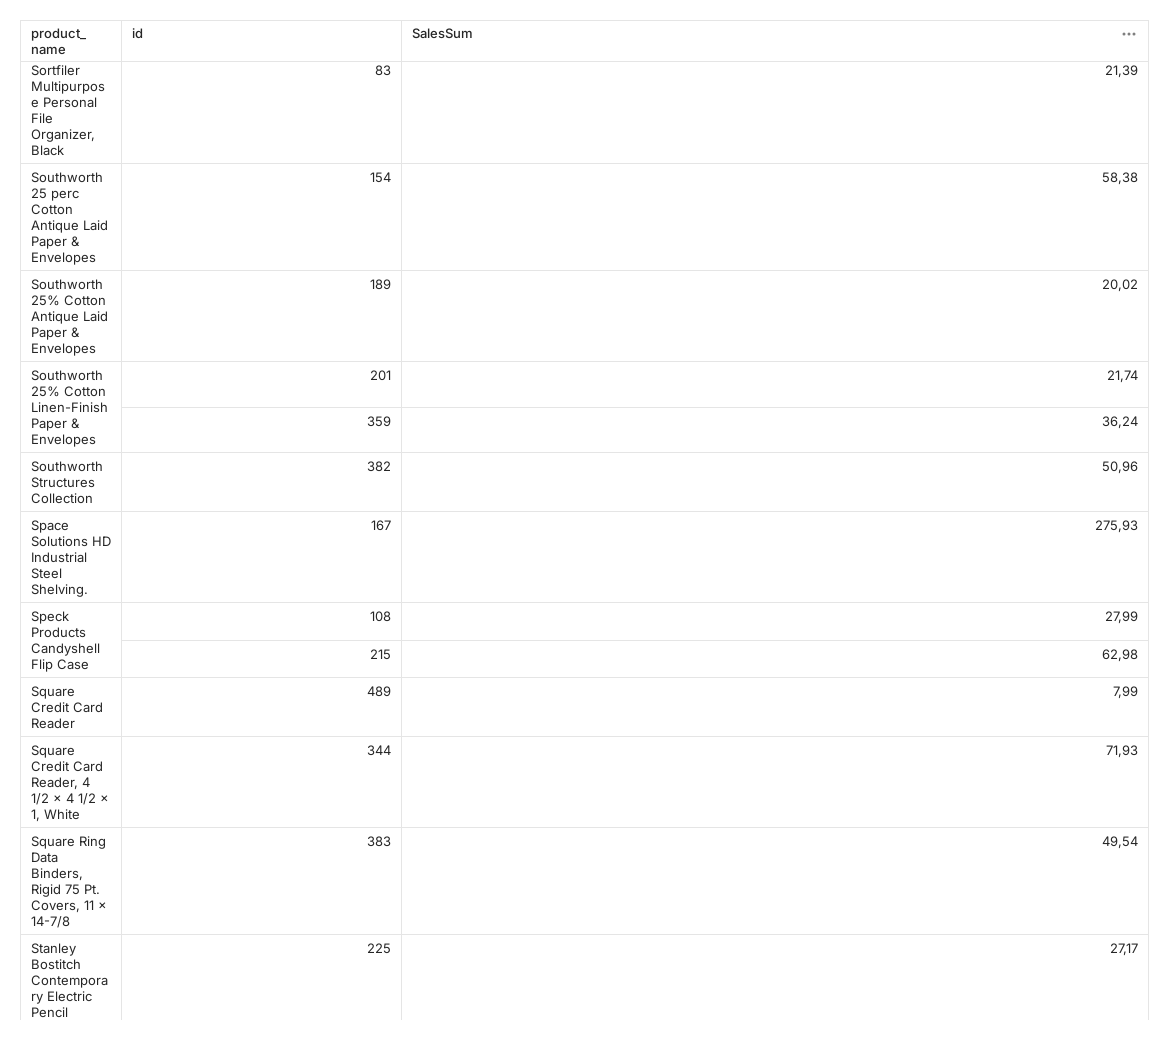 product_
name
id
SalesSum
Sortfiler
Multipurpos
e Personal
File
Organizer,
Black
83
21,39
Southworth
25 perc
Cotton
Antique Laid
Paper &
Envelopes
154
58,38
Southworth
25% Cotton
Antique Laid
Paper &
Envelopes
189
20,02
Southworth
25% Cotton
Linen-Finish
Paper &
Envelopes
201
21,74
359
36,24
Southworth
Structures
Collection
382
50,96
Space
Solutions HD
Industrial
Steel
Shelving.
167
275,93
Speck
Products
Candyshell
Flip Case
108
27,99
215
62,98
Square
Credit Card
Reader
489
7,99
Square
Credit Card
Reader, 4
1/2 × 4 1/2 ×
1, White
344
71,93
Square Ring
Data
Binders,
Rigid 75 Pt.
Covers, 11 ×
14-7/8
383
49,54
Stanley
Bostitch
Contempora
ry Electric
Pencil
225
27,17